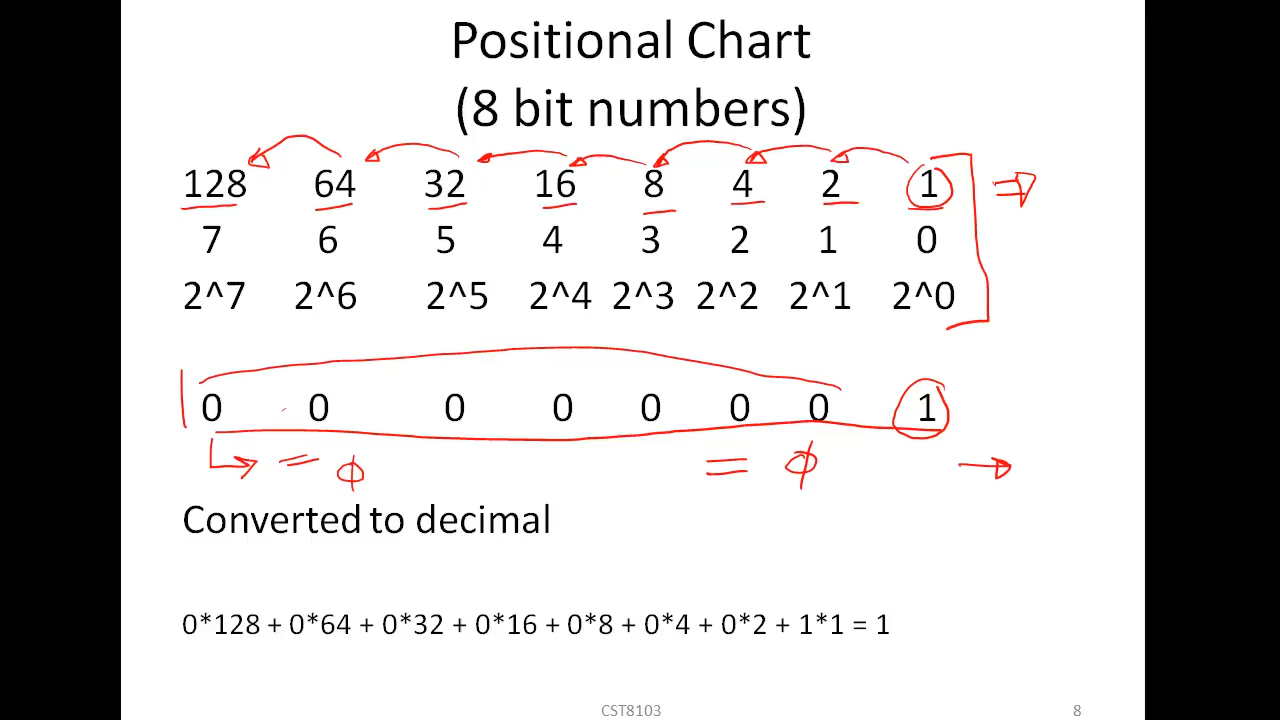 Positional Chart
(8 bit numbers)
128 64 32 16 8 4 2 1
7 6 5 4 3 2 1 0
2^7 2^6 2^5 2^4 2^3 2^2 2^1 2^0
0 0 0 0 0 0 0 1
= ϕ = ϕ
Converted to decimal
0*128 + 0*64 + 0*32 + 0*16 + 0*8 + 0*4 + 0*2 + 1*1 = 1
CST8103 8